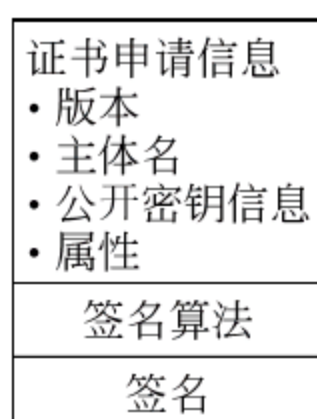 证书申请信息
·版本
·主体名
·公开密钥信息
·属性
签名算法
签名